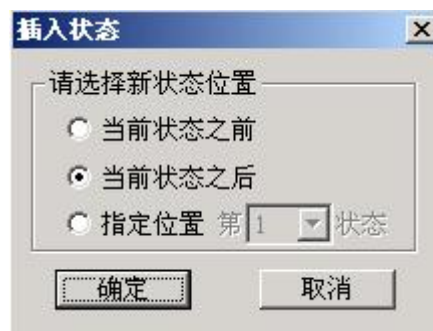 插入状态
请选择新状态位置
当前状态之前
当前状态之后
指定位置 第 1 状态
确定 取消